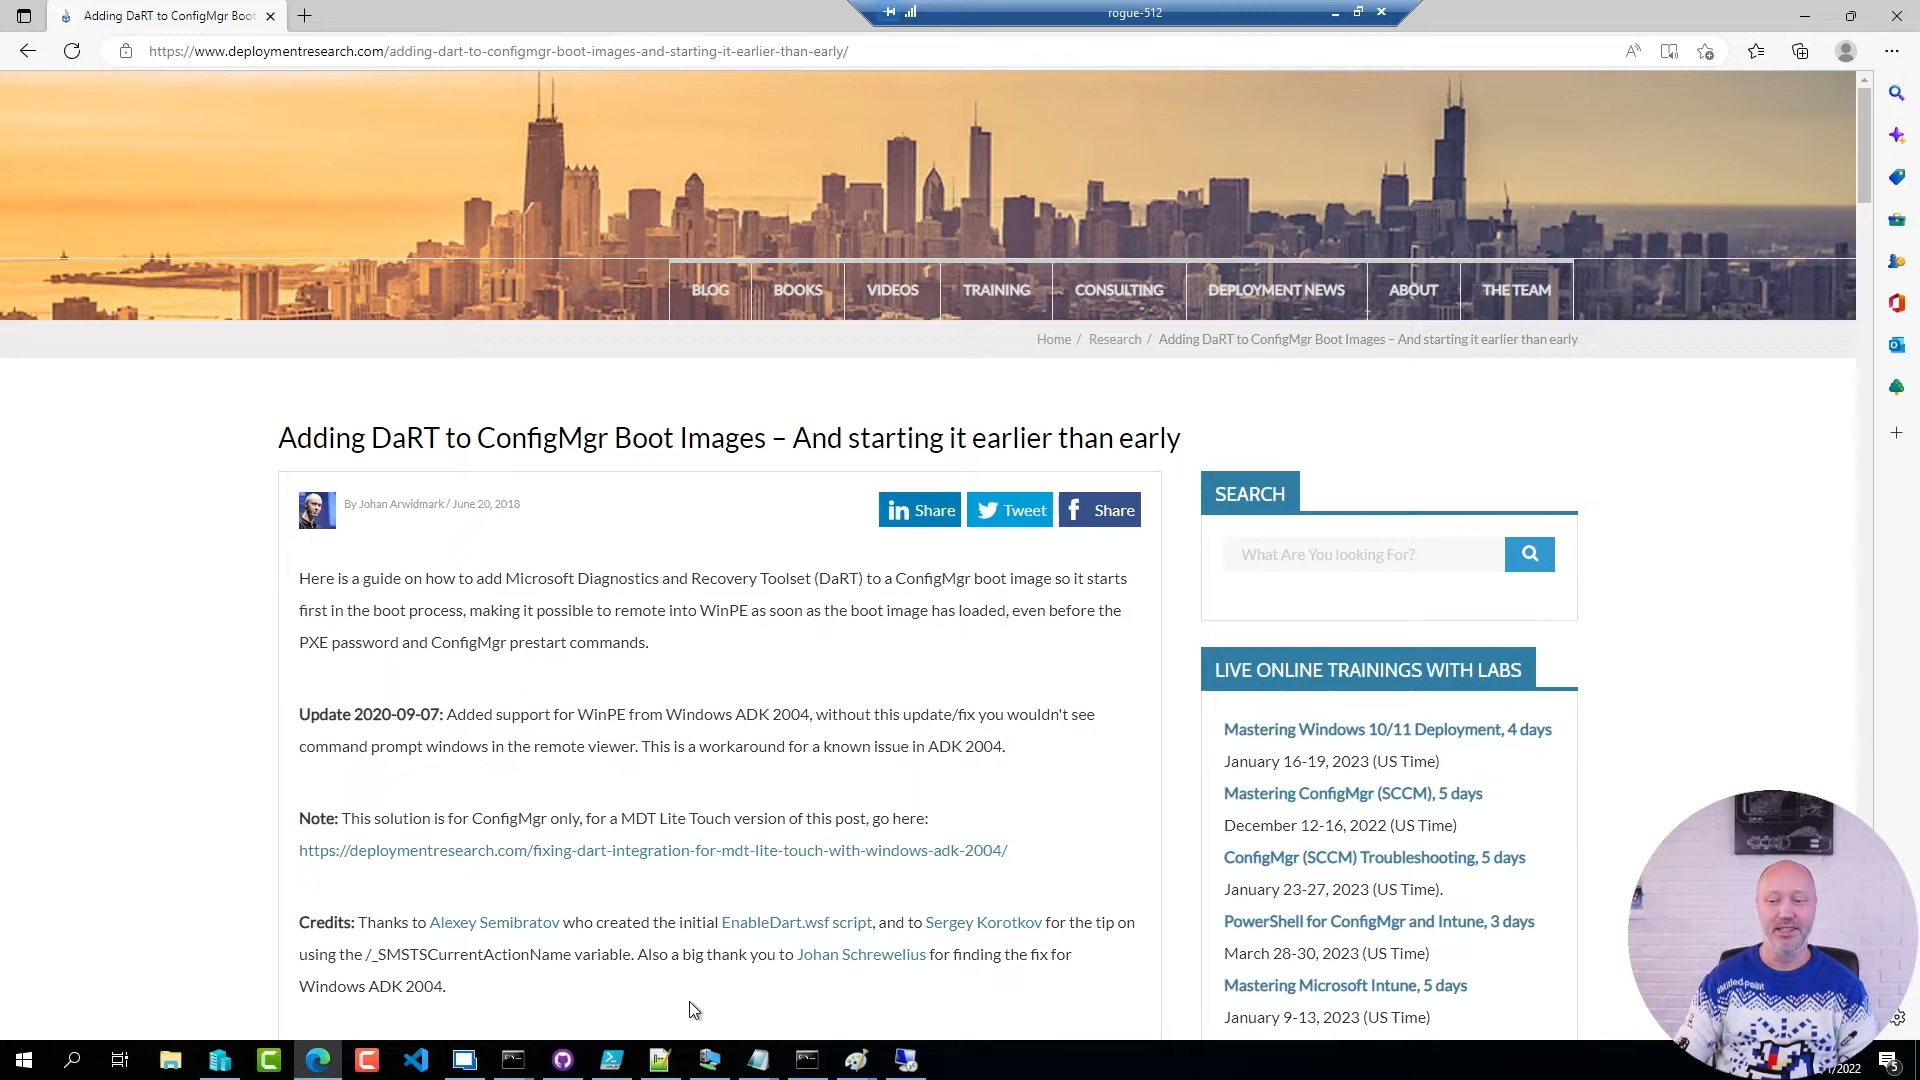 Adding DaRT to ConfigMgr Boot
rogue-512
https://www.deploymentresearch.com/adding-dart-to-configmgr-boot-images-and-starting-it-earlier-than-early/
BLOG
BOOKS
VIDEOS
TRAINING
CONSULTING
DEPLOYMENT NEWS
ABOUT
THE TEAM
Home / Research / Adding DaRT to ConfigMgr Boot Images – And starting it earlier than early
Adding DaRT to ConfigMgr Boot Images – And starting it earlier than early
By Johan Arwidmark / June 20, 2018
in Share
Tweet
f Share
Here is a guide on how to add Microsoft Diagnostics and Recovery Toolset (DaRT) to a ConfigMgr boot image so it starts
first in the boot process, making it possible to remote into WinPE as soon as the boot image has loaded, even before the
PXE password and ConfigMgr prestart commands.
Update 2020-09-07: Added support for WinPE from Windows ADK 2004, without this update/fix you wouldn't see
command prompt windows in the remote viewer. This is a workaround for a known issue in ADK 2004.
Note: This solution is for ConfigMgr only, for a MDT Lite Touch version of this post, go here:
https://deploymentresearch.com/fixing-dart-integration-for-mdt-lite-touch-with-windows-adk-2004/
Credits: Thanks to Alexey Semibratov who created the initial EnableDart.wsf script, and to Sergey Korotkov for the tip on
using the /_SMSTSCurrentActionName variable. Also a big thank you to Johan Schrewelius for finding the fix for
Windows ADK 2004.
SEARCH
What Are You looking For?
LIVE ONLINE TRAININGS WITH LABS
Mastering Windows 10/11 Deployment, 4 days
January 16-19, 2023 (US Time)
Mastering ConfigMgr (SCCM), 5 days
December 12-16, 2022 (US Time)
ConfigMgr (SCCM) Troubleshooting, 5 days
January 23-27, 2023 (US Time).
PowerShell for ConfigMgr and Intune, 3 days
March 28-30, 2023 (US Time)
Mastering Microsoft Intune, 5 days
January 9-13, 2023 (US Time)
/2022
5